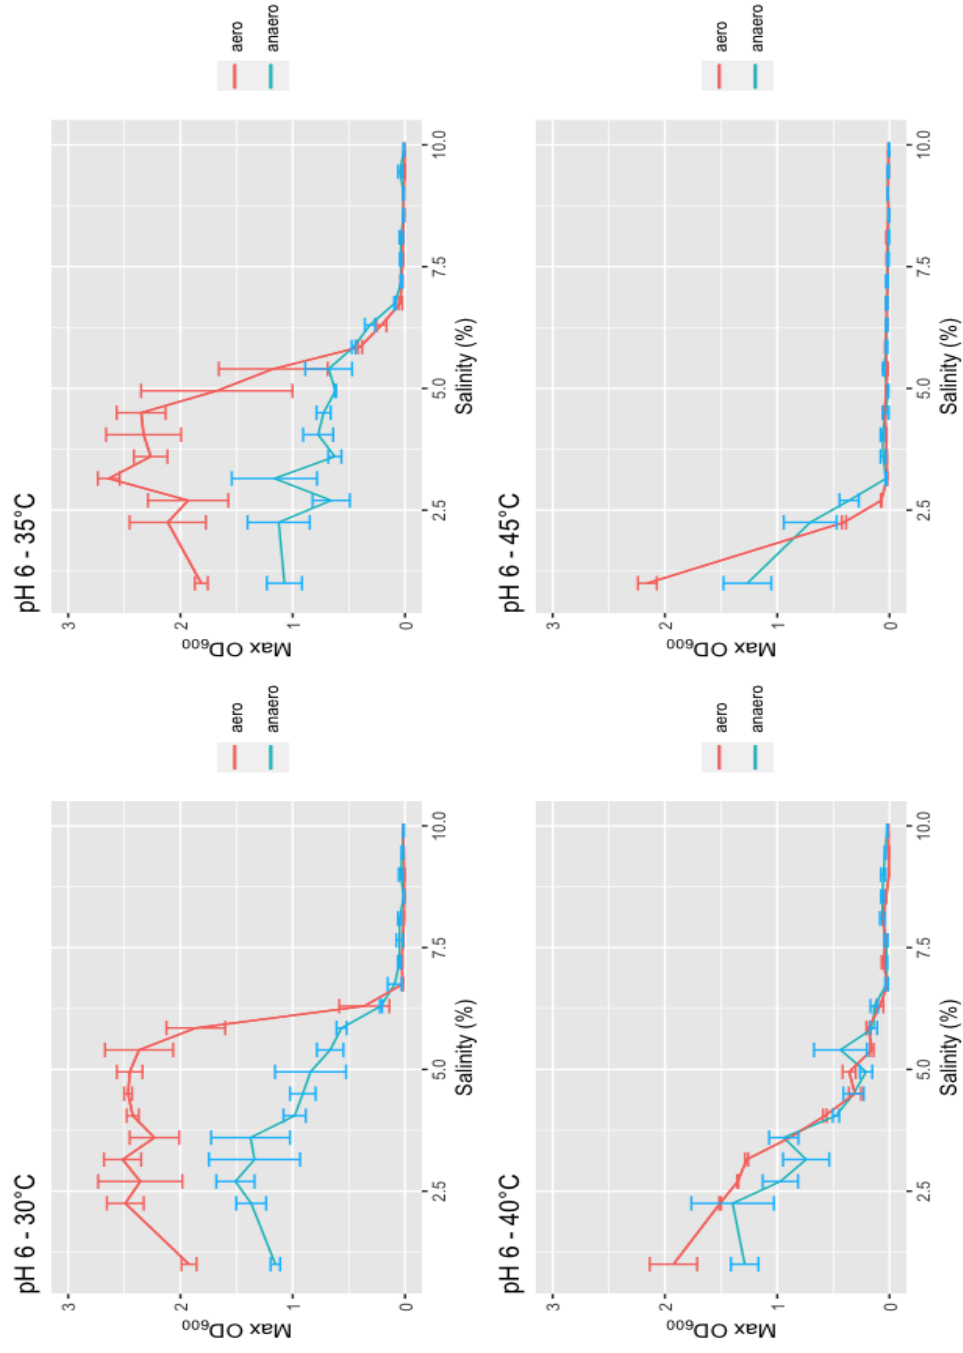 pH 6 - 30°C
3
2
1
0
Max OD600
2.5
5.0
7.5
10.0
Salinity (%)
aero
anaero
pH 6 - 35°C
3
2
1
0
Max OD600
2.5
5.0
7.5
10.0
Salinity (%)
aero
anaero
pH 6 - 40°C
3
2
1
0
Max OD600
2.5
5.0
7.5
10.0
Salinity (%)
aero
anaero
pH 6 - 45°C
3
2
1
0
Max OD600
2.5
5.0
7.5
10.0
Salinity (%)
aero
anaero